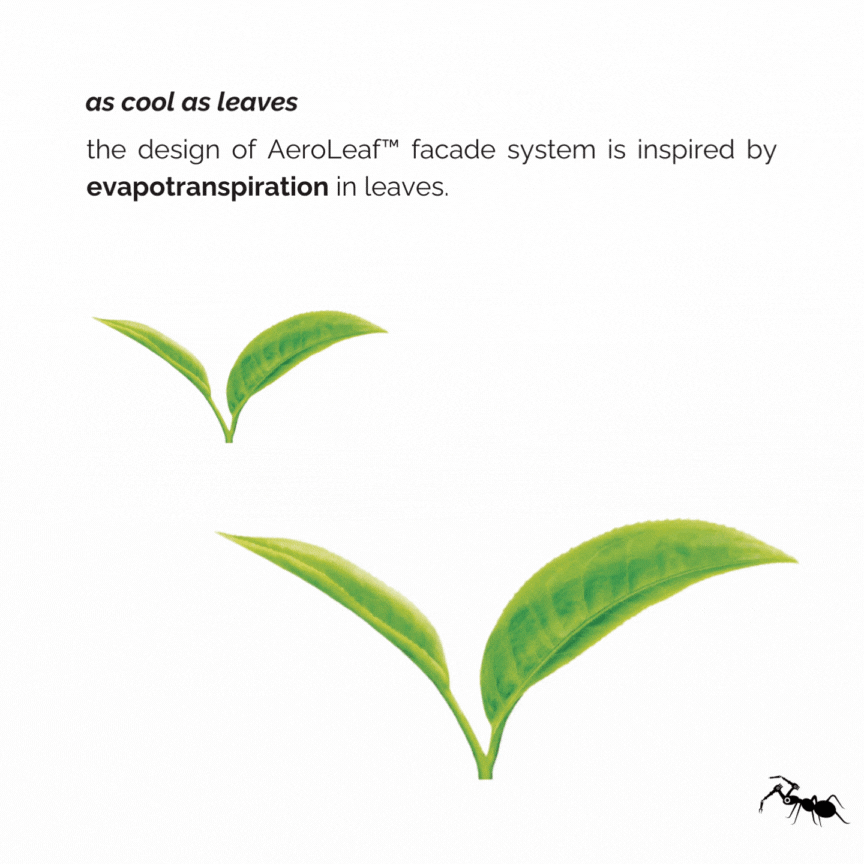 as cool as leaves
the design of AeroLeaf™ facade system is inspired by
evapotranspiration in leaves.